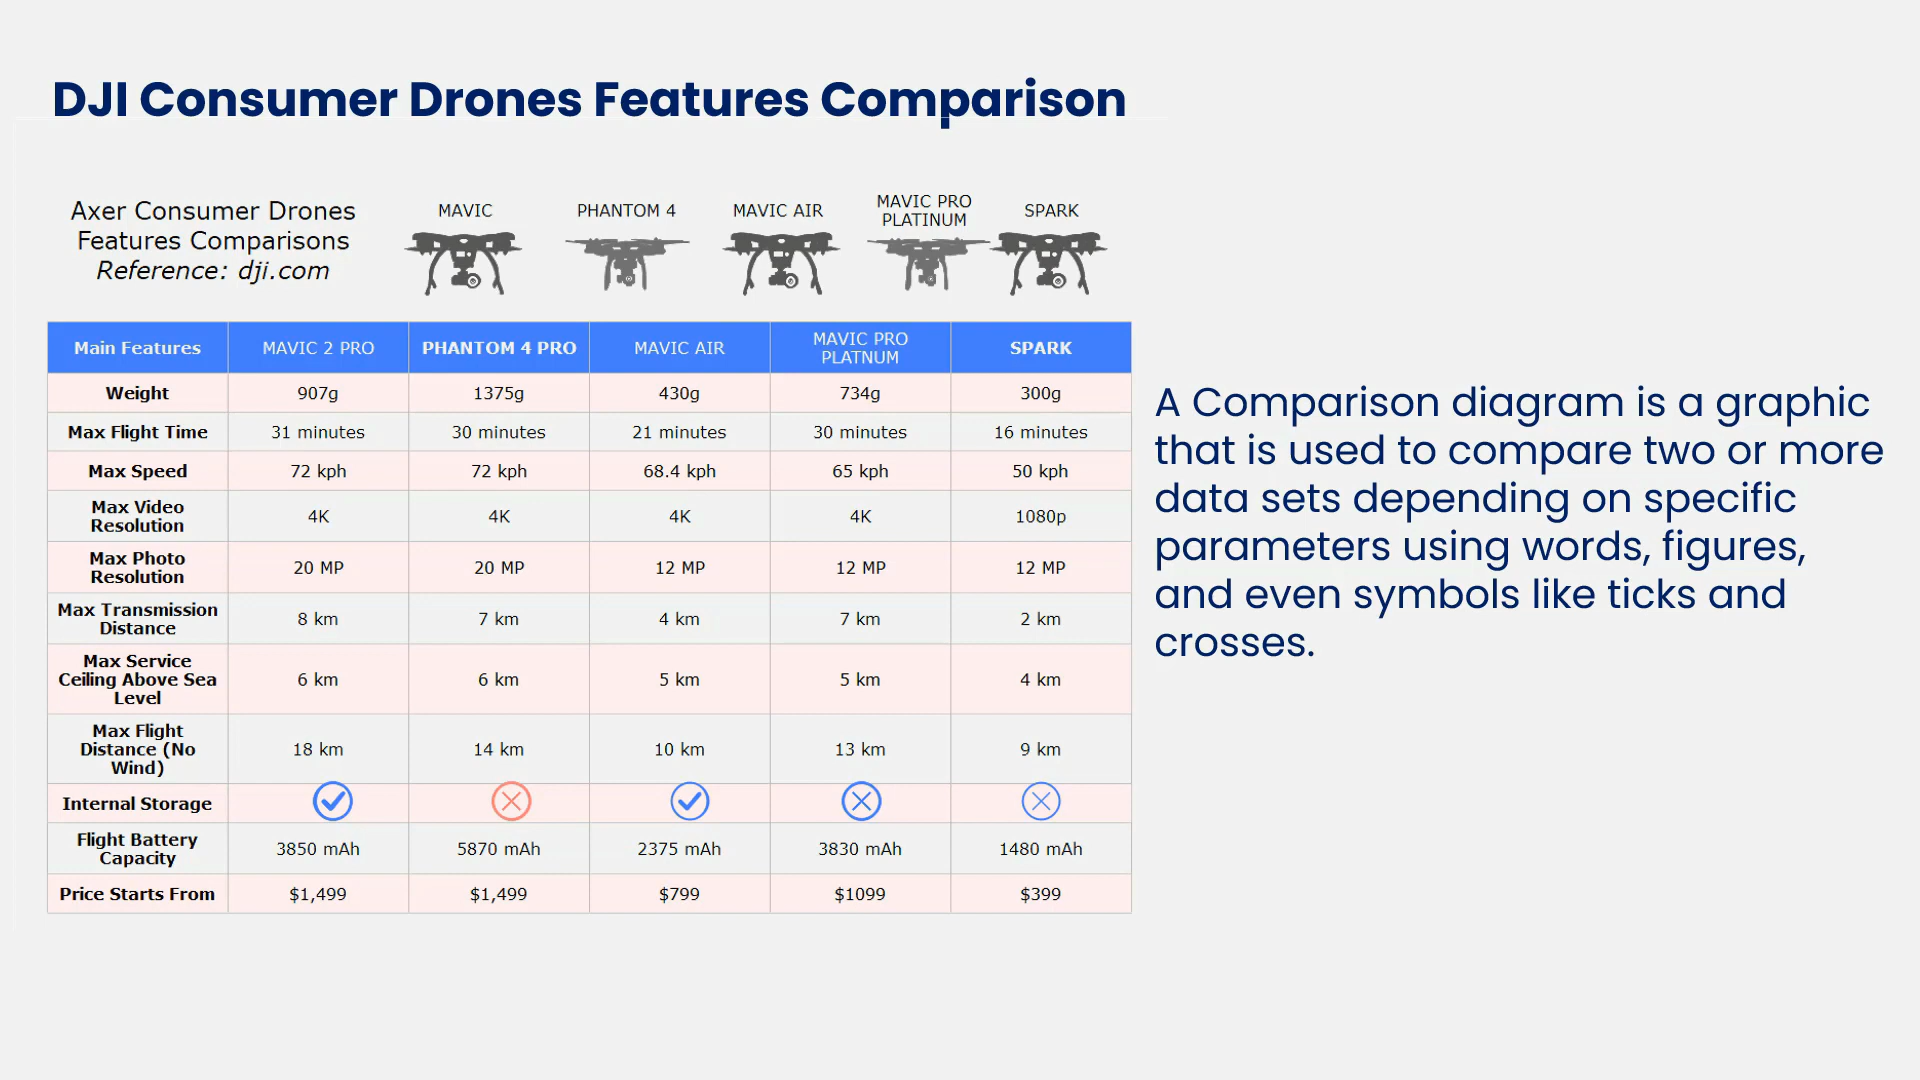 DJI Consumer Drones Features Comparison
Axer Consumer Drones
Features Comparisons
Reference: dji.com
MAVIC
PHANTOM 4
MAVIC AIR
MAVIC PRO
PLATINUM
SPARK
Main Features MAVIC 2 PRO PHANTOM 4 PRO MAVIC AIR MAVIC PRO
PLATNUM SPARK
Weight 907g 1375g 430g 734g 300g
Max Flight Time 31 minutes 30 minutes 21 minutes 30 minutes 16 minutes
Max Speed 72 kph 72 kph 68.4 kph 65 kph 50 kph
Max Video
Resolution 4K 4K 4K 4K 1080p
Max Photo
Resolution 20 MP 20 MP 12 MP 12 MP 12 MP
Max Transmission
Distance 8 km 7 km 4 km 7 km 2 km
Max Service
Ceiling Above Sea
Level 6 km 6 km 5 km 5 km 4 km
Max Flight
Distance (No
Wind) 18 km 14 km 10 km 13 km 9 km
Internal Storage
Flight Battery
Capacity 3850 mAh 5870 mAh 2375 mAh 3830 mAh 1480 mAh
Price Starts From $1,499 $1,499 $799 $1099 $399
A Comparison diagram is a graphic
that is used to compare two or more
data sets depending on specific
parameters using words, figures,
and even symbols like ticks and
crosses.